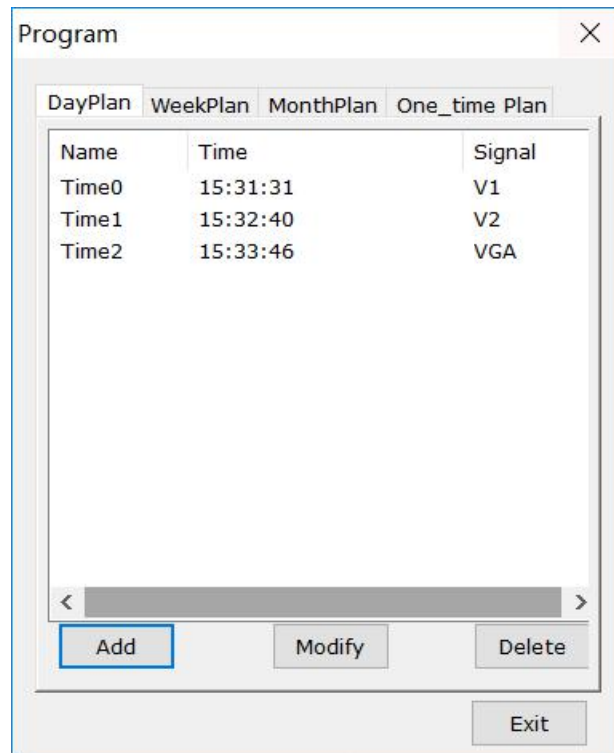 Program
DayPlan WeekPlan MonthPlan One_time Plan
Name Time Signal
Time0 15:31:31 V1
Time1 15:32:40 V2
Time2 15:33:46 VGA
Add Modify Delete
Exit